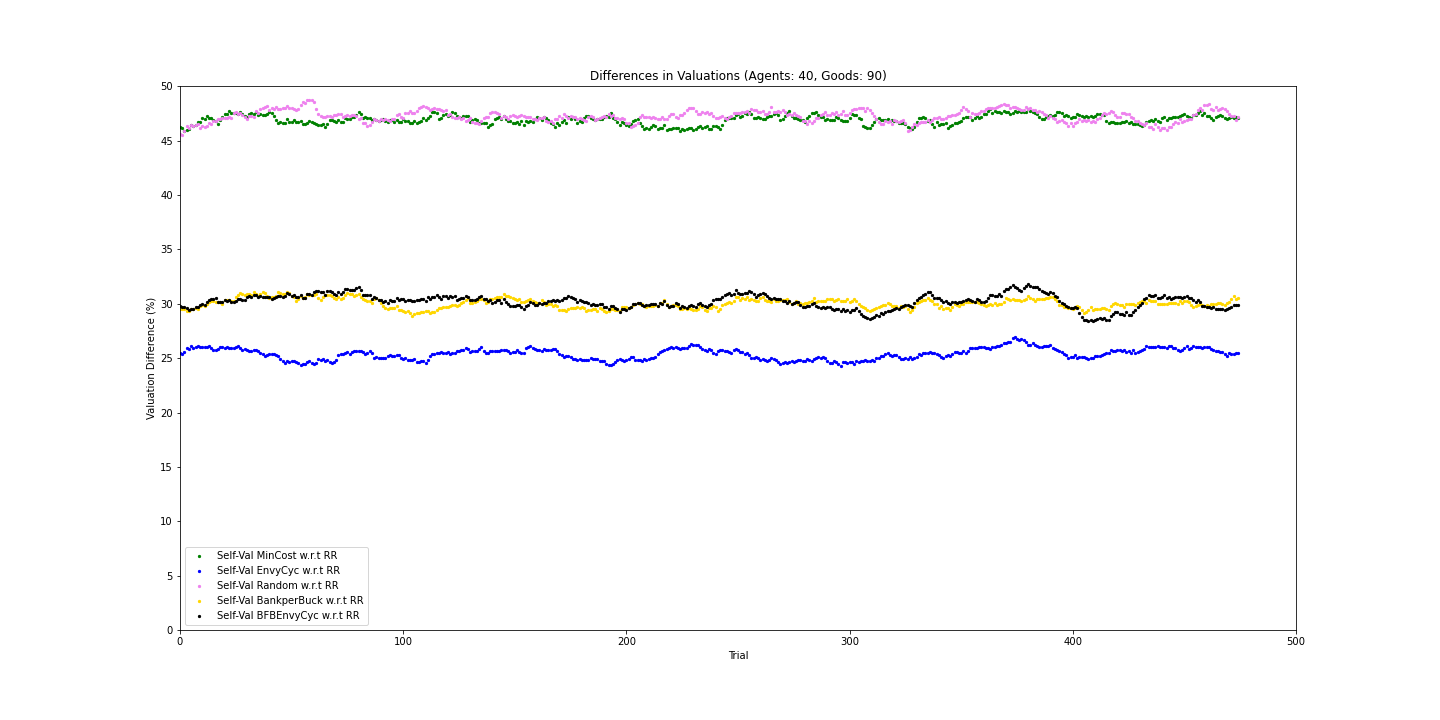 Differences in Valuations (Agents: 40, Goods: 90)
50
45
40
35
30
25
20
15
10
5
0
Valuation Difference (%)
Self-Val MinCost w.r.t RR
Self-Val EnvyCyc w.r.t RR
Self-Val Random w.r.t RR
Self-Val BankperBuck w.r.t RR
Self-Val BFBEnvyCyc w.r.t RR
0 100 200 300 400 500
Trial